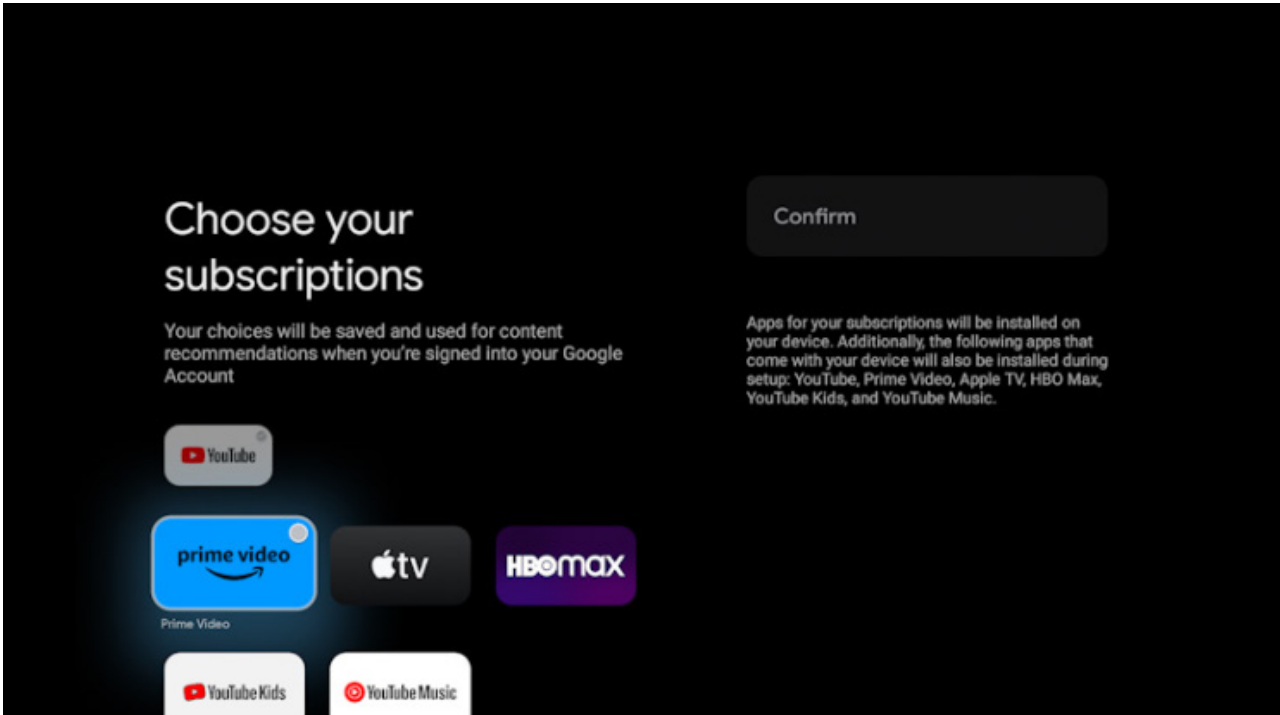 Choose your
subscriptions
Your choices will be saved and used for content
recommendations when you're signed into your Google
Account
YouTube
prime video
tv
HBOmax
Prime Video
YouTube Kids
YouTube Music
Confirm
Apps for your subscriptions will be installed on
your device. Additionally, the following apps that
come with your device will also be installed during
setup: YouTube, Prime Video, Apple TV, HBO Max,
YouTube Kids, and YouTube Music.